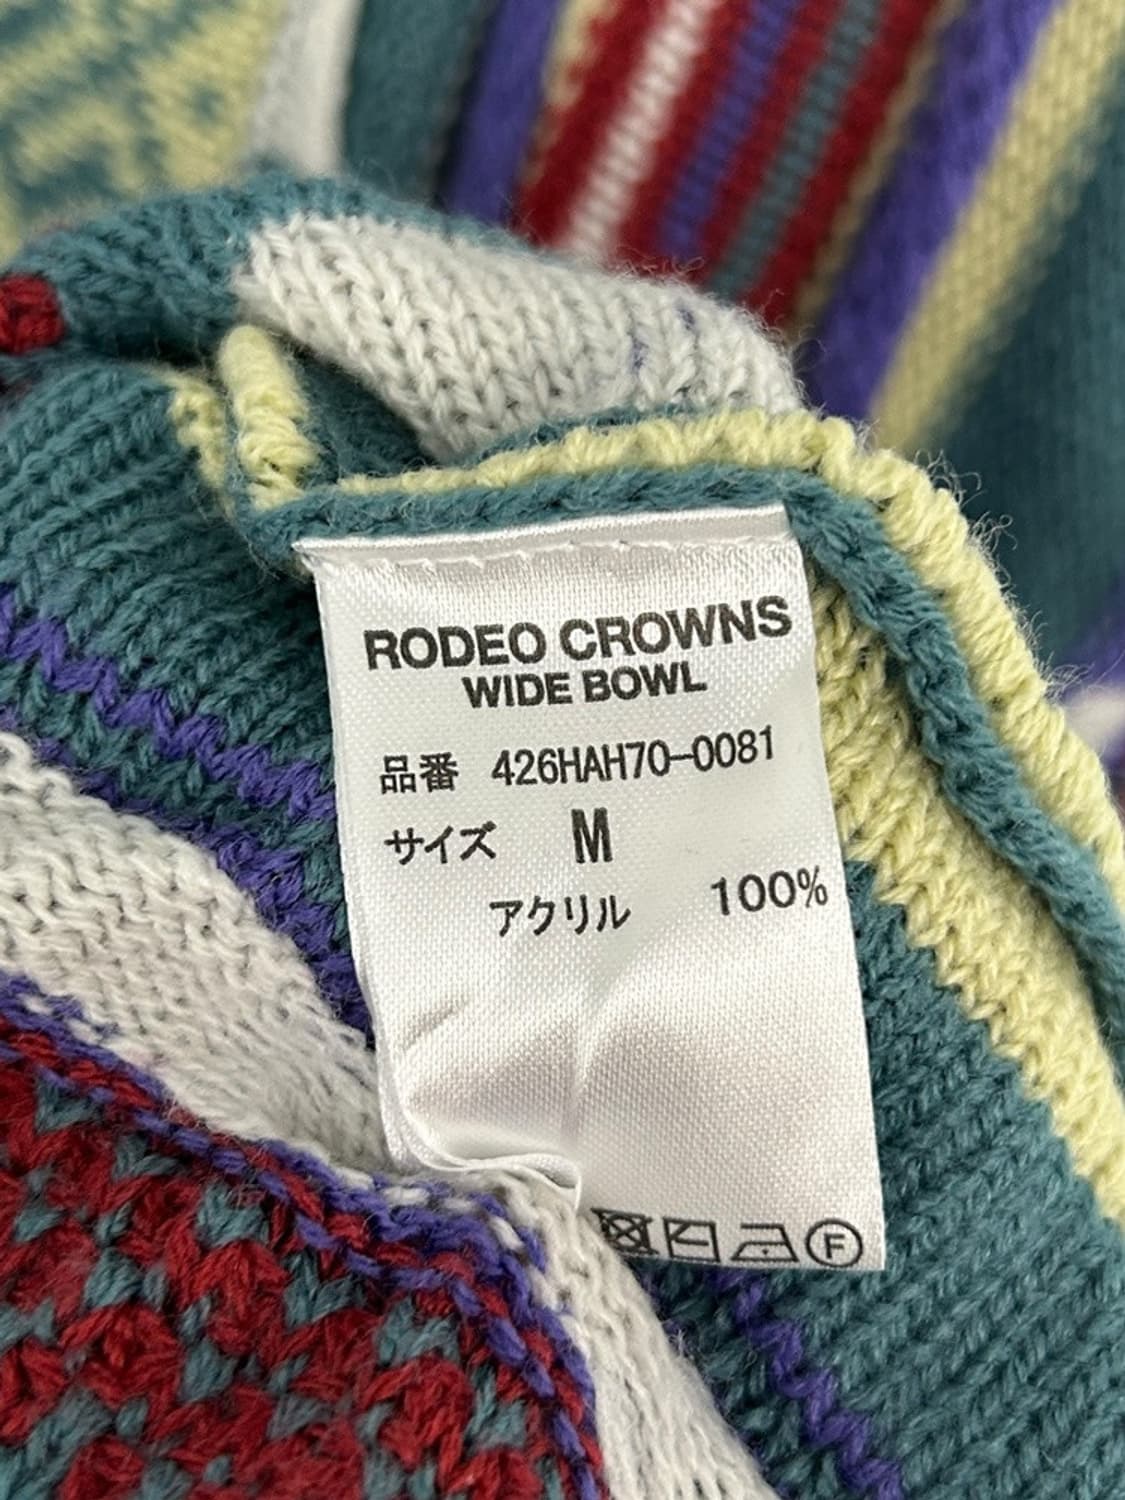 RODEO CROWNS
WIDE BOWL
品番 426HAH70-0081
サイズ M
アクリル 100%
F